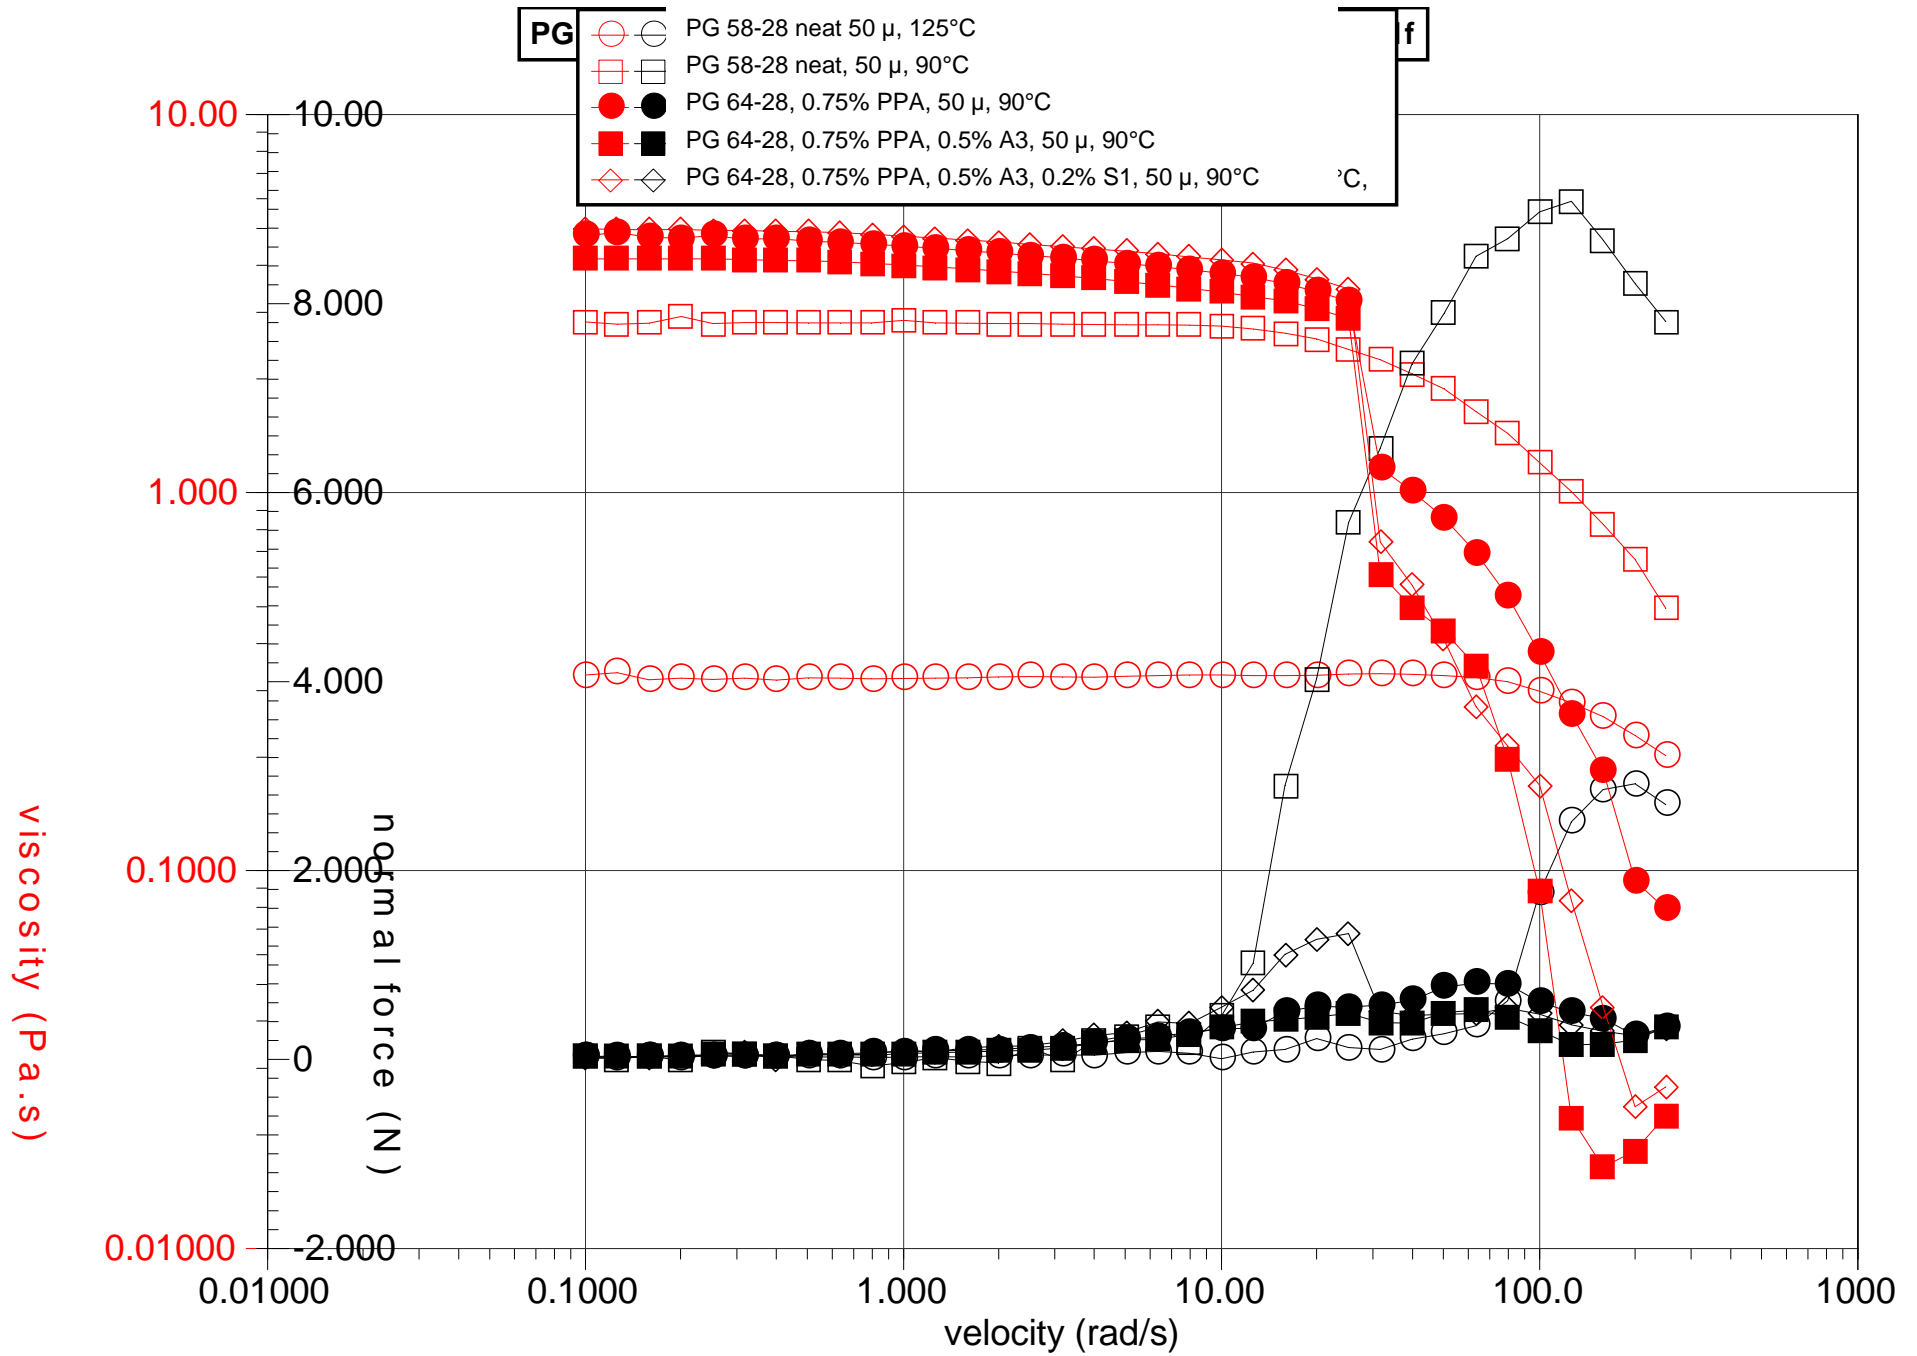 PG
lf
PG 58-28 neat 50 µ, 125°C
PG 58-28 neat, 50 µ, 90°C
PG 64-28, 0.75% PPA, 50 µ, 90°C
PG 64-28, 0.75% PPA, 0.5% A3, 50 µ, 90°C
PG 64-28, 0.75% PPA, 0.5% A3, 0.2% S1, 50 µ, 90°C
°C,
10.00
1.000
0.1000
0.01000
viscosity (Pa.s)
10.00
8.000
6.000
4.000
2.000
0
-2.000
normal force (N)
0.01000
0.1000
1.000
10.00
100.0
1000
velocity (rad/s)